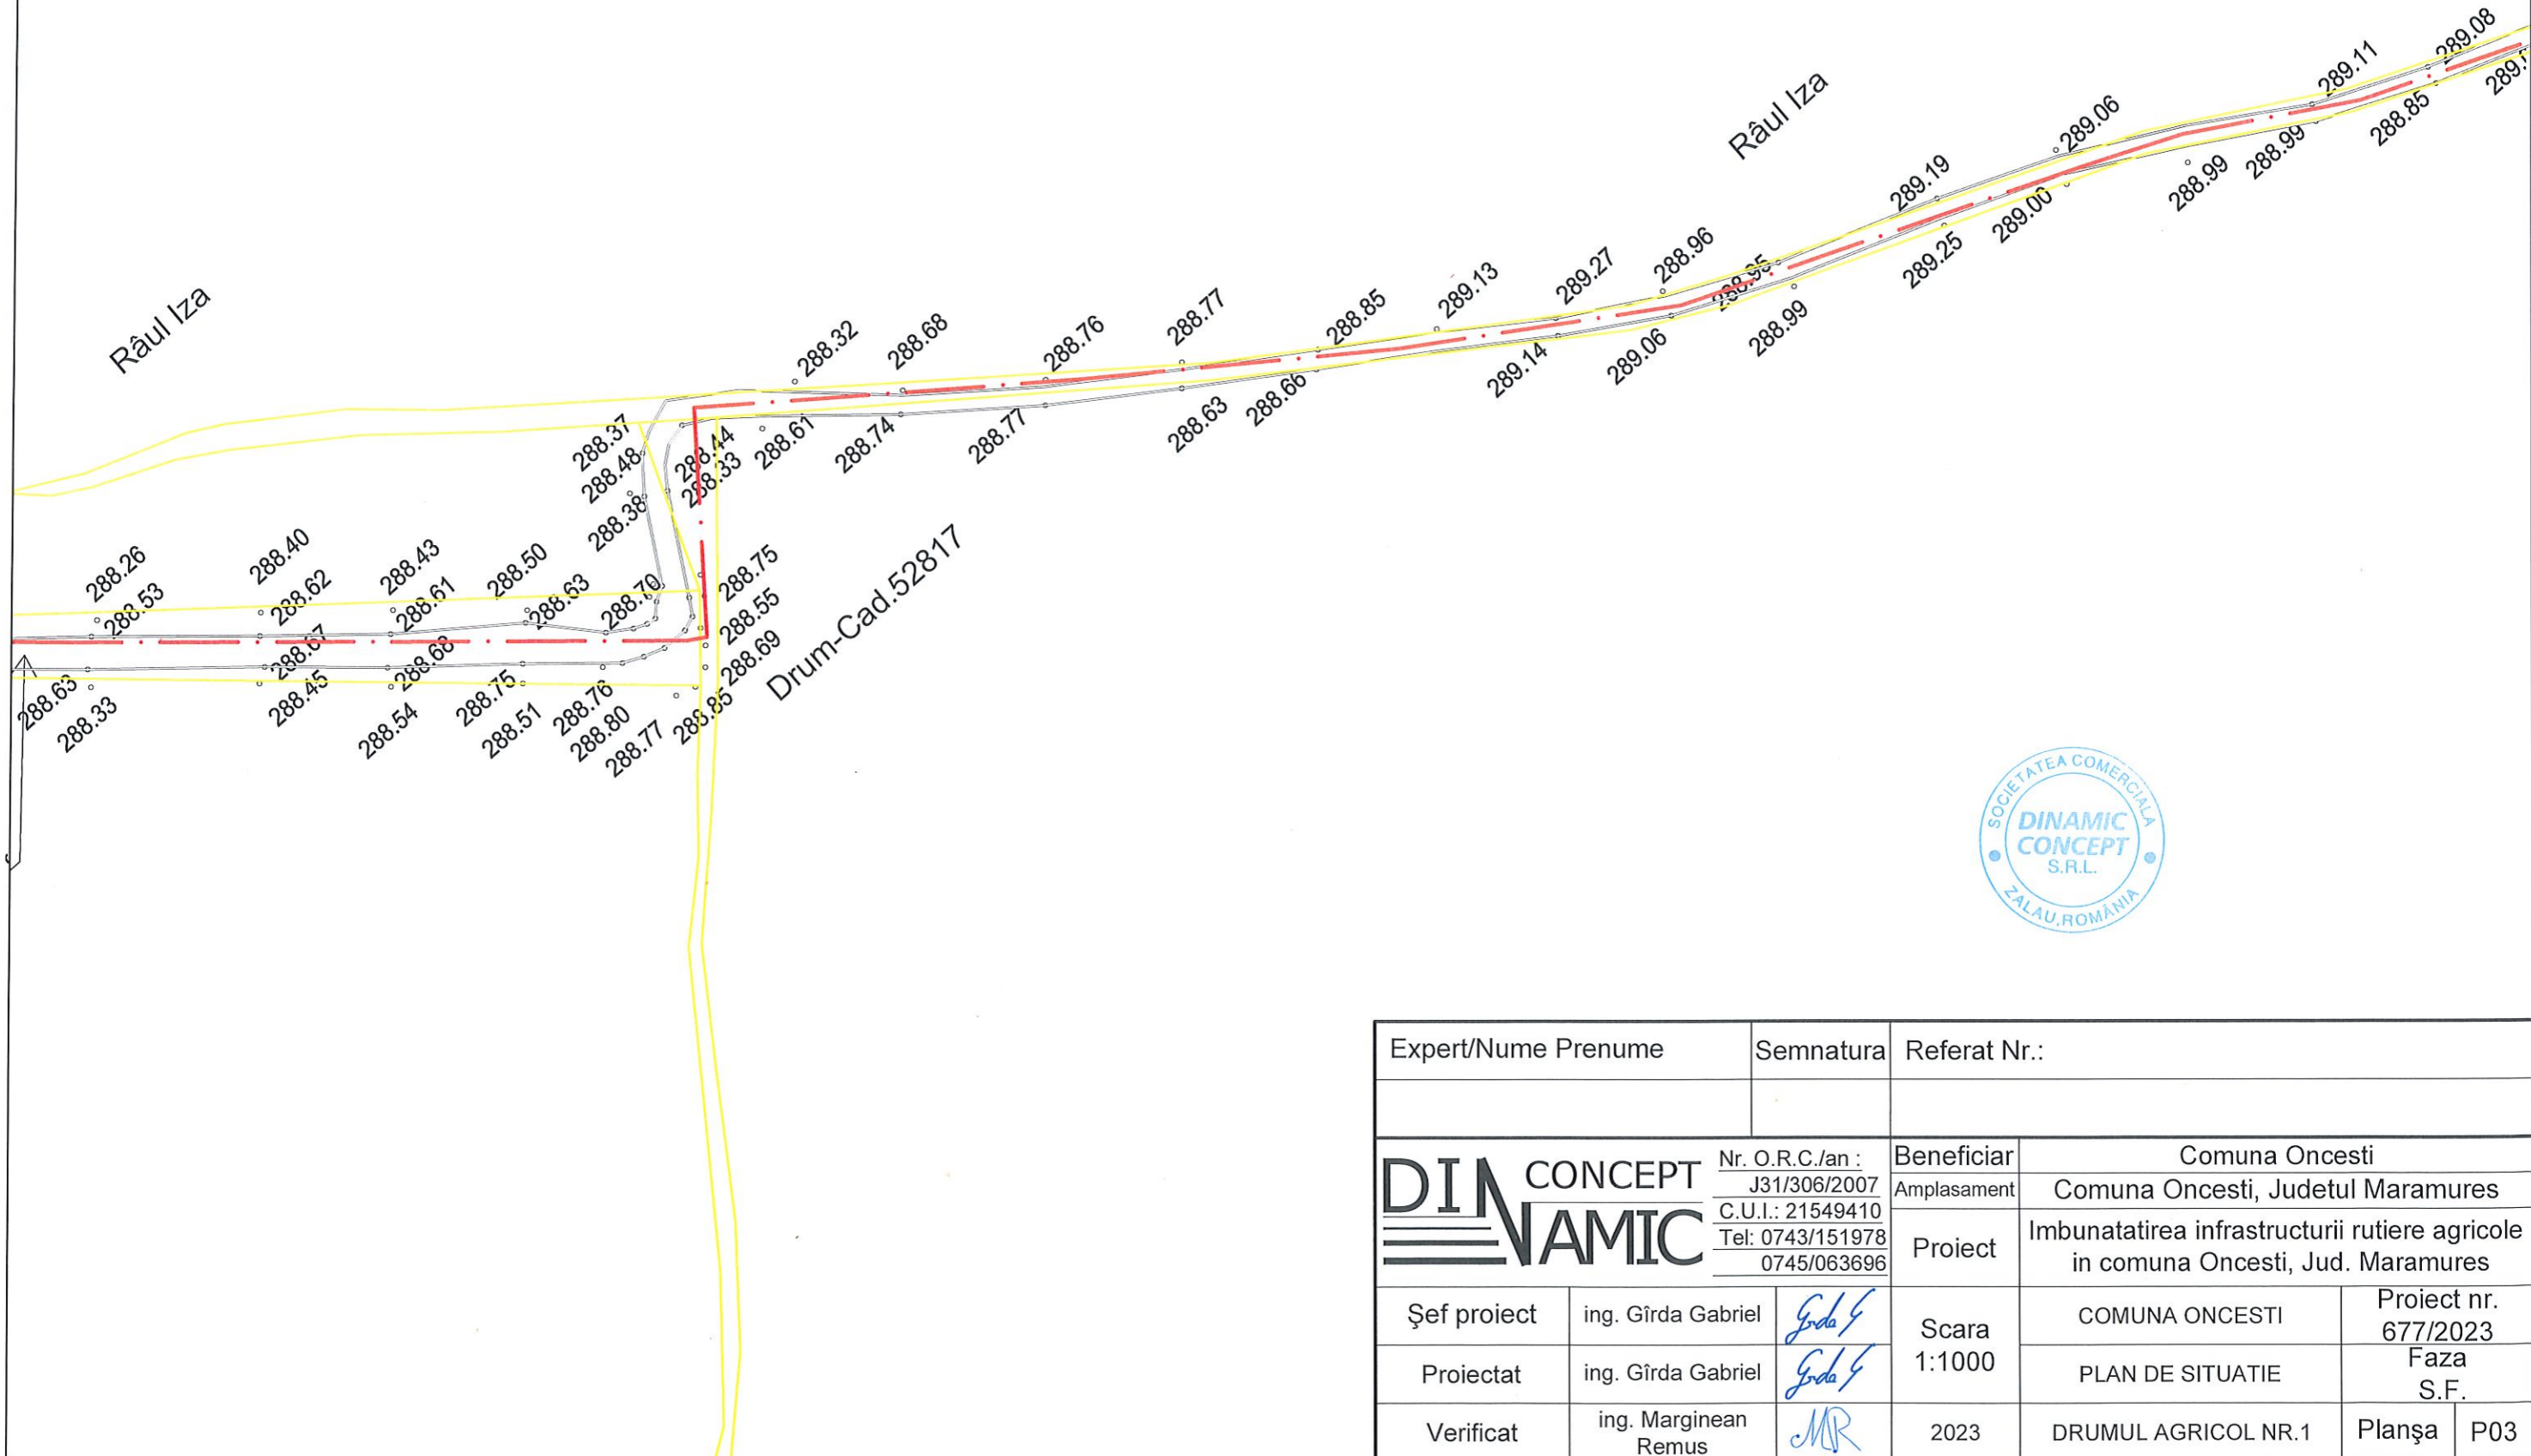 289.08
289.11
288.85
Râul Iza
289.06
288.99
288.99
289.19
289.00
289.25
288.96
288.95
288.99
289.27
289.06
289.13
289.14
288.85
288.66
288.77
288.63
288.76
288.77
288.68
288.74
288.32
288.61
Râul Iza
288.37
288.48
288.38
288.44
288.33
288.26
288.53
288.40
288.62
288.43
288.61
288.50
288.63
288.70
288.75
288.55
288.69
Drum-Cad.52817
288.67
288.68
288.63
288.33
288.45
288.54
288.75
288.51
288.76
288.80
288.77
288.85
SOCIETATEA COMERCIALA
DINAMIC
CONCEPT
S.R.L.
ZALAU,ROMÂNIA
Expert/Nume Prenume Semnatura Referat Nr.:
DINAMIC CONCEPT
Nr. O.R.C./an :
J31/306/2007
C.U.I.: 21549410
Tel: 0743/151978
0745/063696
Beneficiar Comuna Oncesti
Amplasament Comuna Oncesti, Judetul Maramures
Proiect Imbunatatirea infrastructurii rutiere agricole
in comuna Oncesti, Jud. Maramures
Şef proiect ing. Gîrda Gabriel
Proiectat ing. Gîrda Gabriel
Verificat ing. Marginean
Remus
MR
Scara
1:1000
2023
COMUNA ONCESTI
PLAN DE SITUATIE
DRUMUL AGRICOL NR.1
Proiect nr.
677/2023
Faza
S.F.
Planşa P03